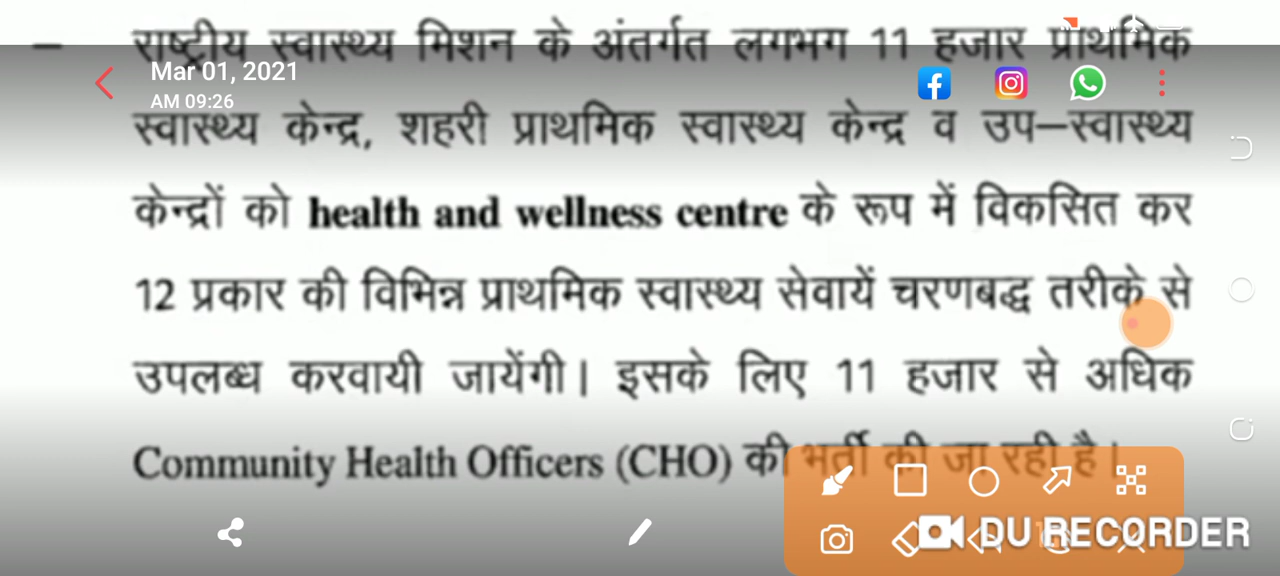 – राष्ट्रीय स्वास्थ्य मिशन के अंतर्गत लगभग 11 हजार प्राथमिक
Mar 01, 2021
AM 09:26
स्वास्थ्य केन्द्र, शहरी प्राथमिक स्वास्थ्य केन्द्र व उप–स्वास्थ्य
केन्द्रों को health and wellness centre के रूप में विकसित कर
12 प्रकार की विभिन्न प्राथमिक स्वास्थ्य सेवायें चरणबद्ध तरीके से
उपलब्ध करवायी जायेंगी। इसके लिए 11 हजार से अधिक
Community Health Officers (CHO) की भर्ती की जा रही है।
DU RECORDER